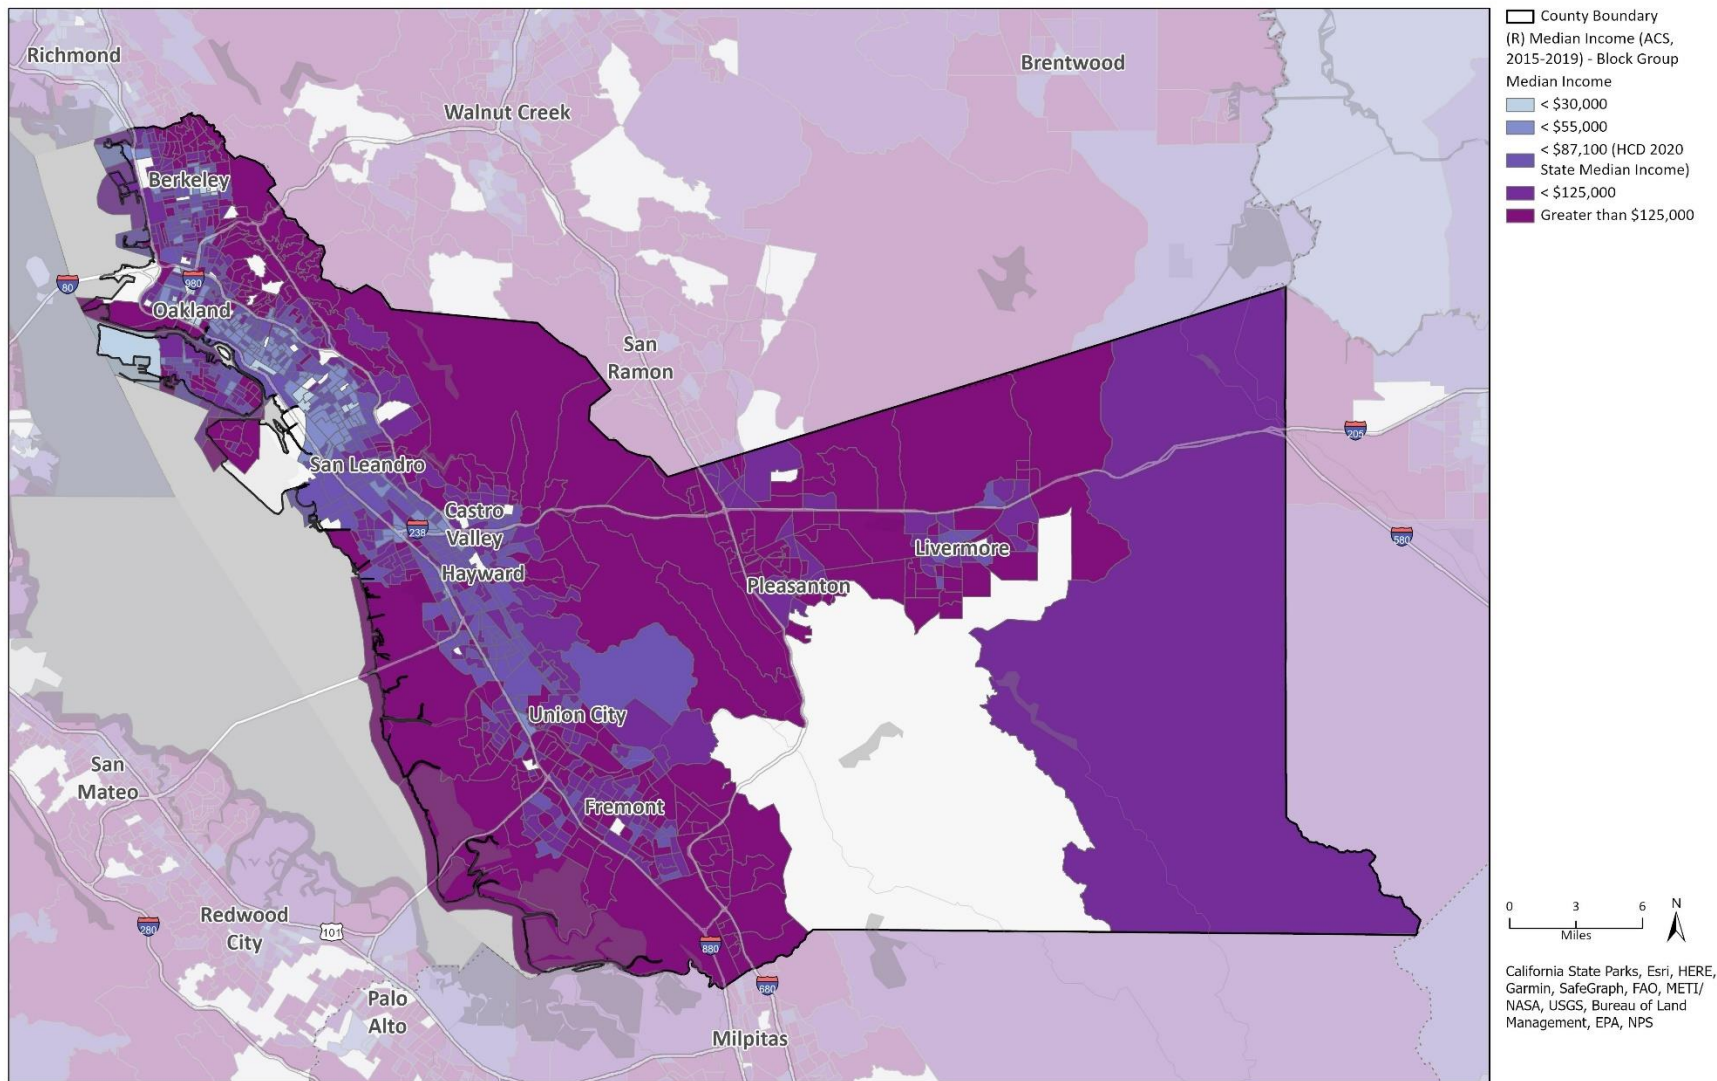 Richmond
Walnut Creek
Brentwood
Berkeley
80
980
Oakland
San
Ramon
205
San Leandro
Castro
Valley
238
Hayward
Livermore
580
Pleasanton
Union City
San
Mateo
Fremont
Redwood
City
280
101
880
680
Palo
Alto
Milpitas
County Boundary
(R) Median Income (ACS,
2015-2019) - Block Group
Median Income
< $30,000
< $55,000
< $87,100 (HCD 2020
State Median Income)
< $125,000
Greater than $125,000
0 3 6
Miles
N
California State Parks, Esri, HERE,
Garmin, SafeGraph, FAO, METI/
NASA, USGS, Bureau of Land
Management, EPA, NPS